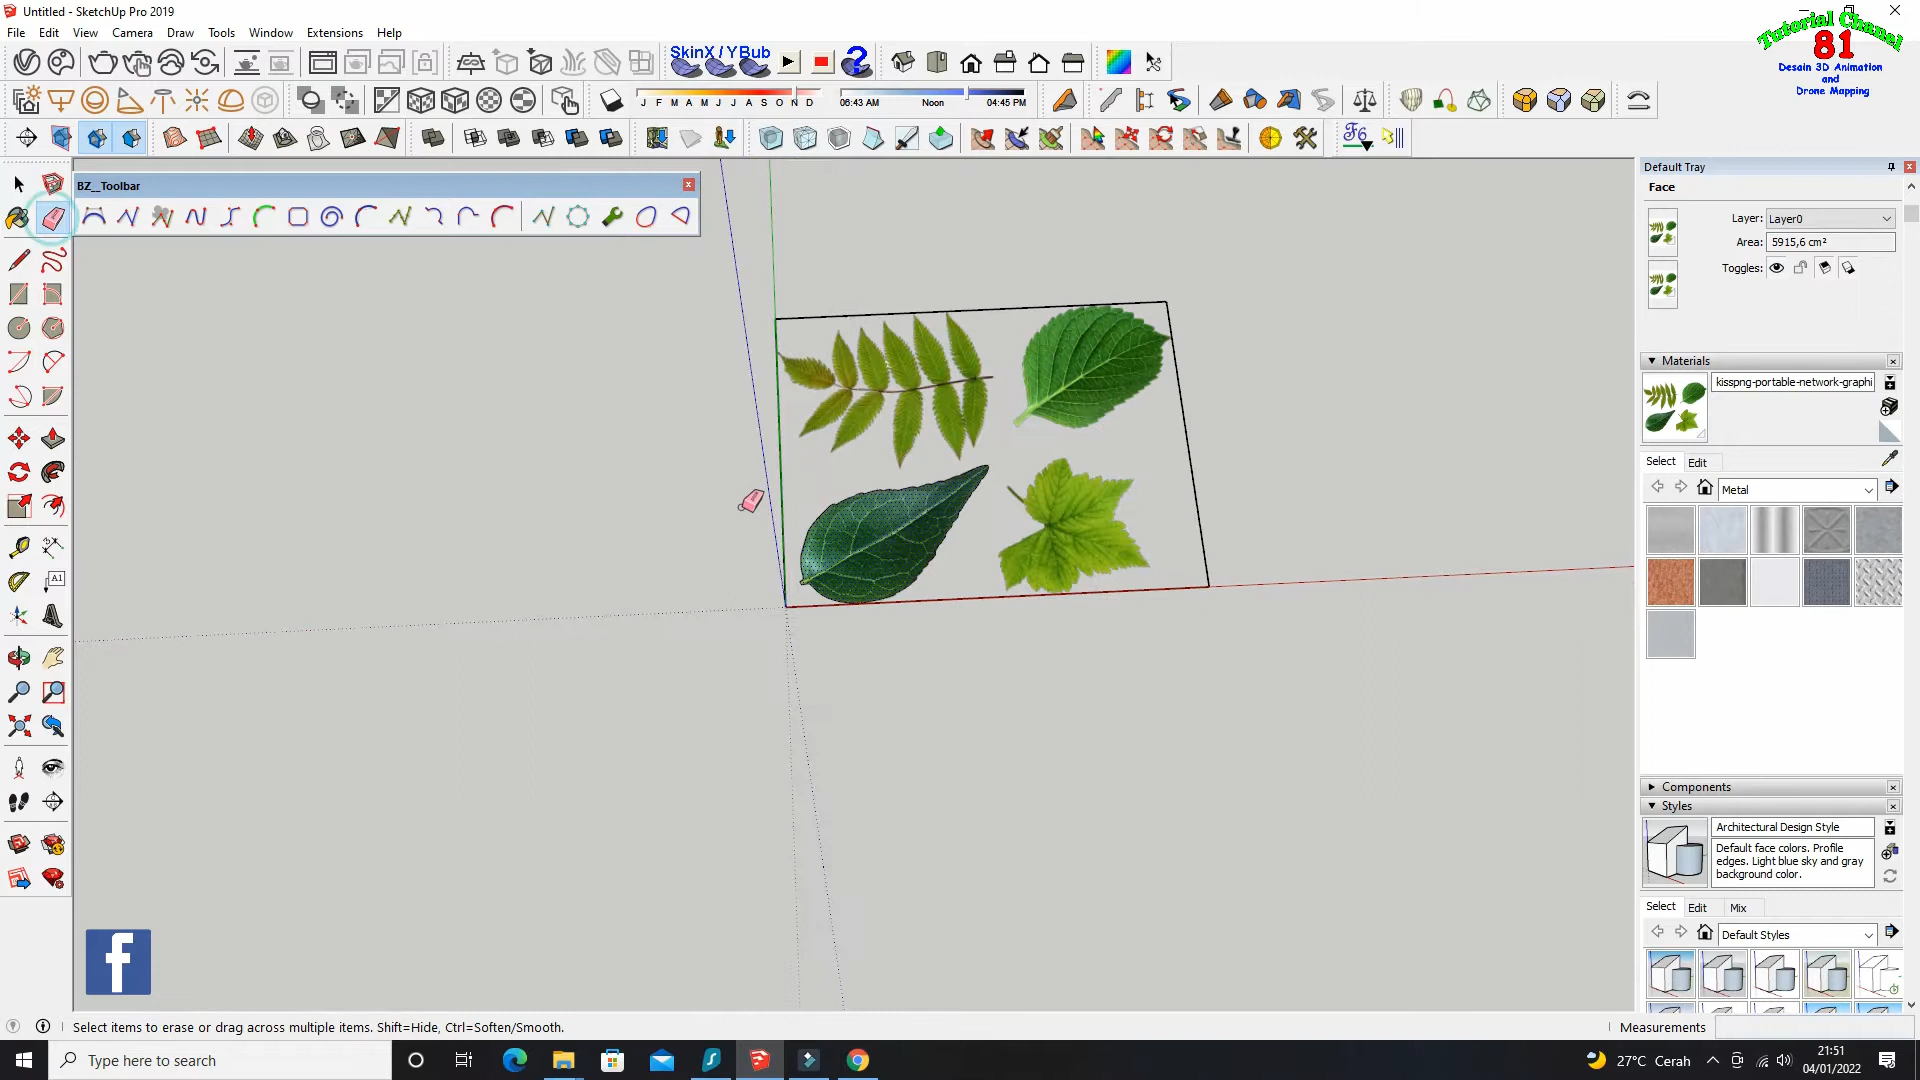 Untitled - SketchUp Pro 2019
Tutorial Chanel
81
Desain 3D Animation
and
Drone Mapping
File Edit View Camera Draw Tools Window Extensions Help
SkinX / YBub
J F M A M J J A S O N D
06:43 AM Noon 04:45 PM
F6
BZ__Toolbar
A1
Default Tray
Face
Layer: Layer0
Area: 5915,6 cm²
Toggles:
Materials
kisspng-portable-network-graphi
Select Edit
Metal
Components
Styles
Architectural Design Style
Default face colors. Profile
edges. Light blue sky and gray
background color.
Select Edit Mix
Default Styles
f
Select items to erase or drag across multiple items. Shift=Hide, Ctrl=Soften/Smooth.
Measurements
Type here to search
27°C Cerah
21:51
04/01/2022